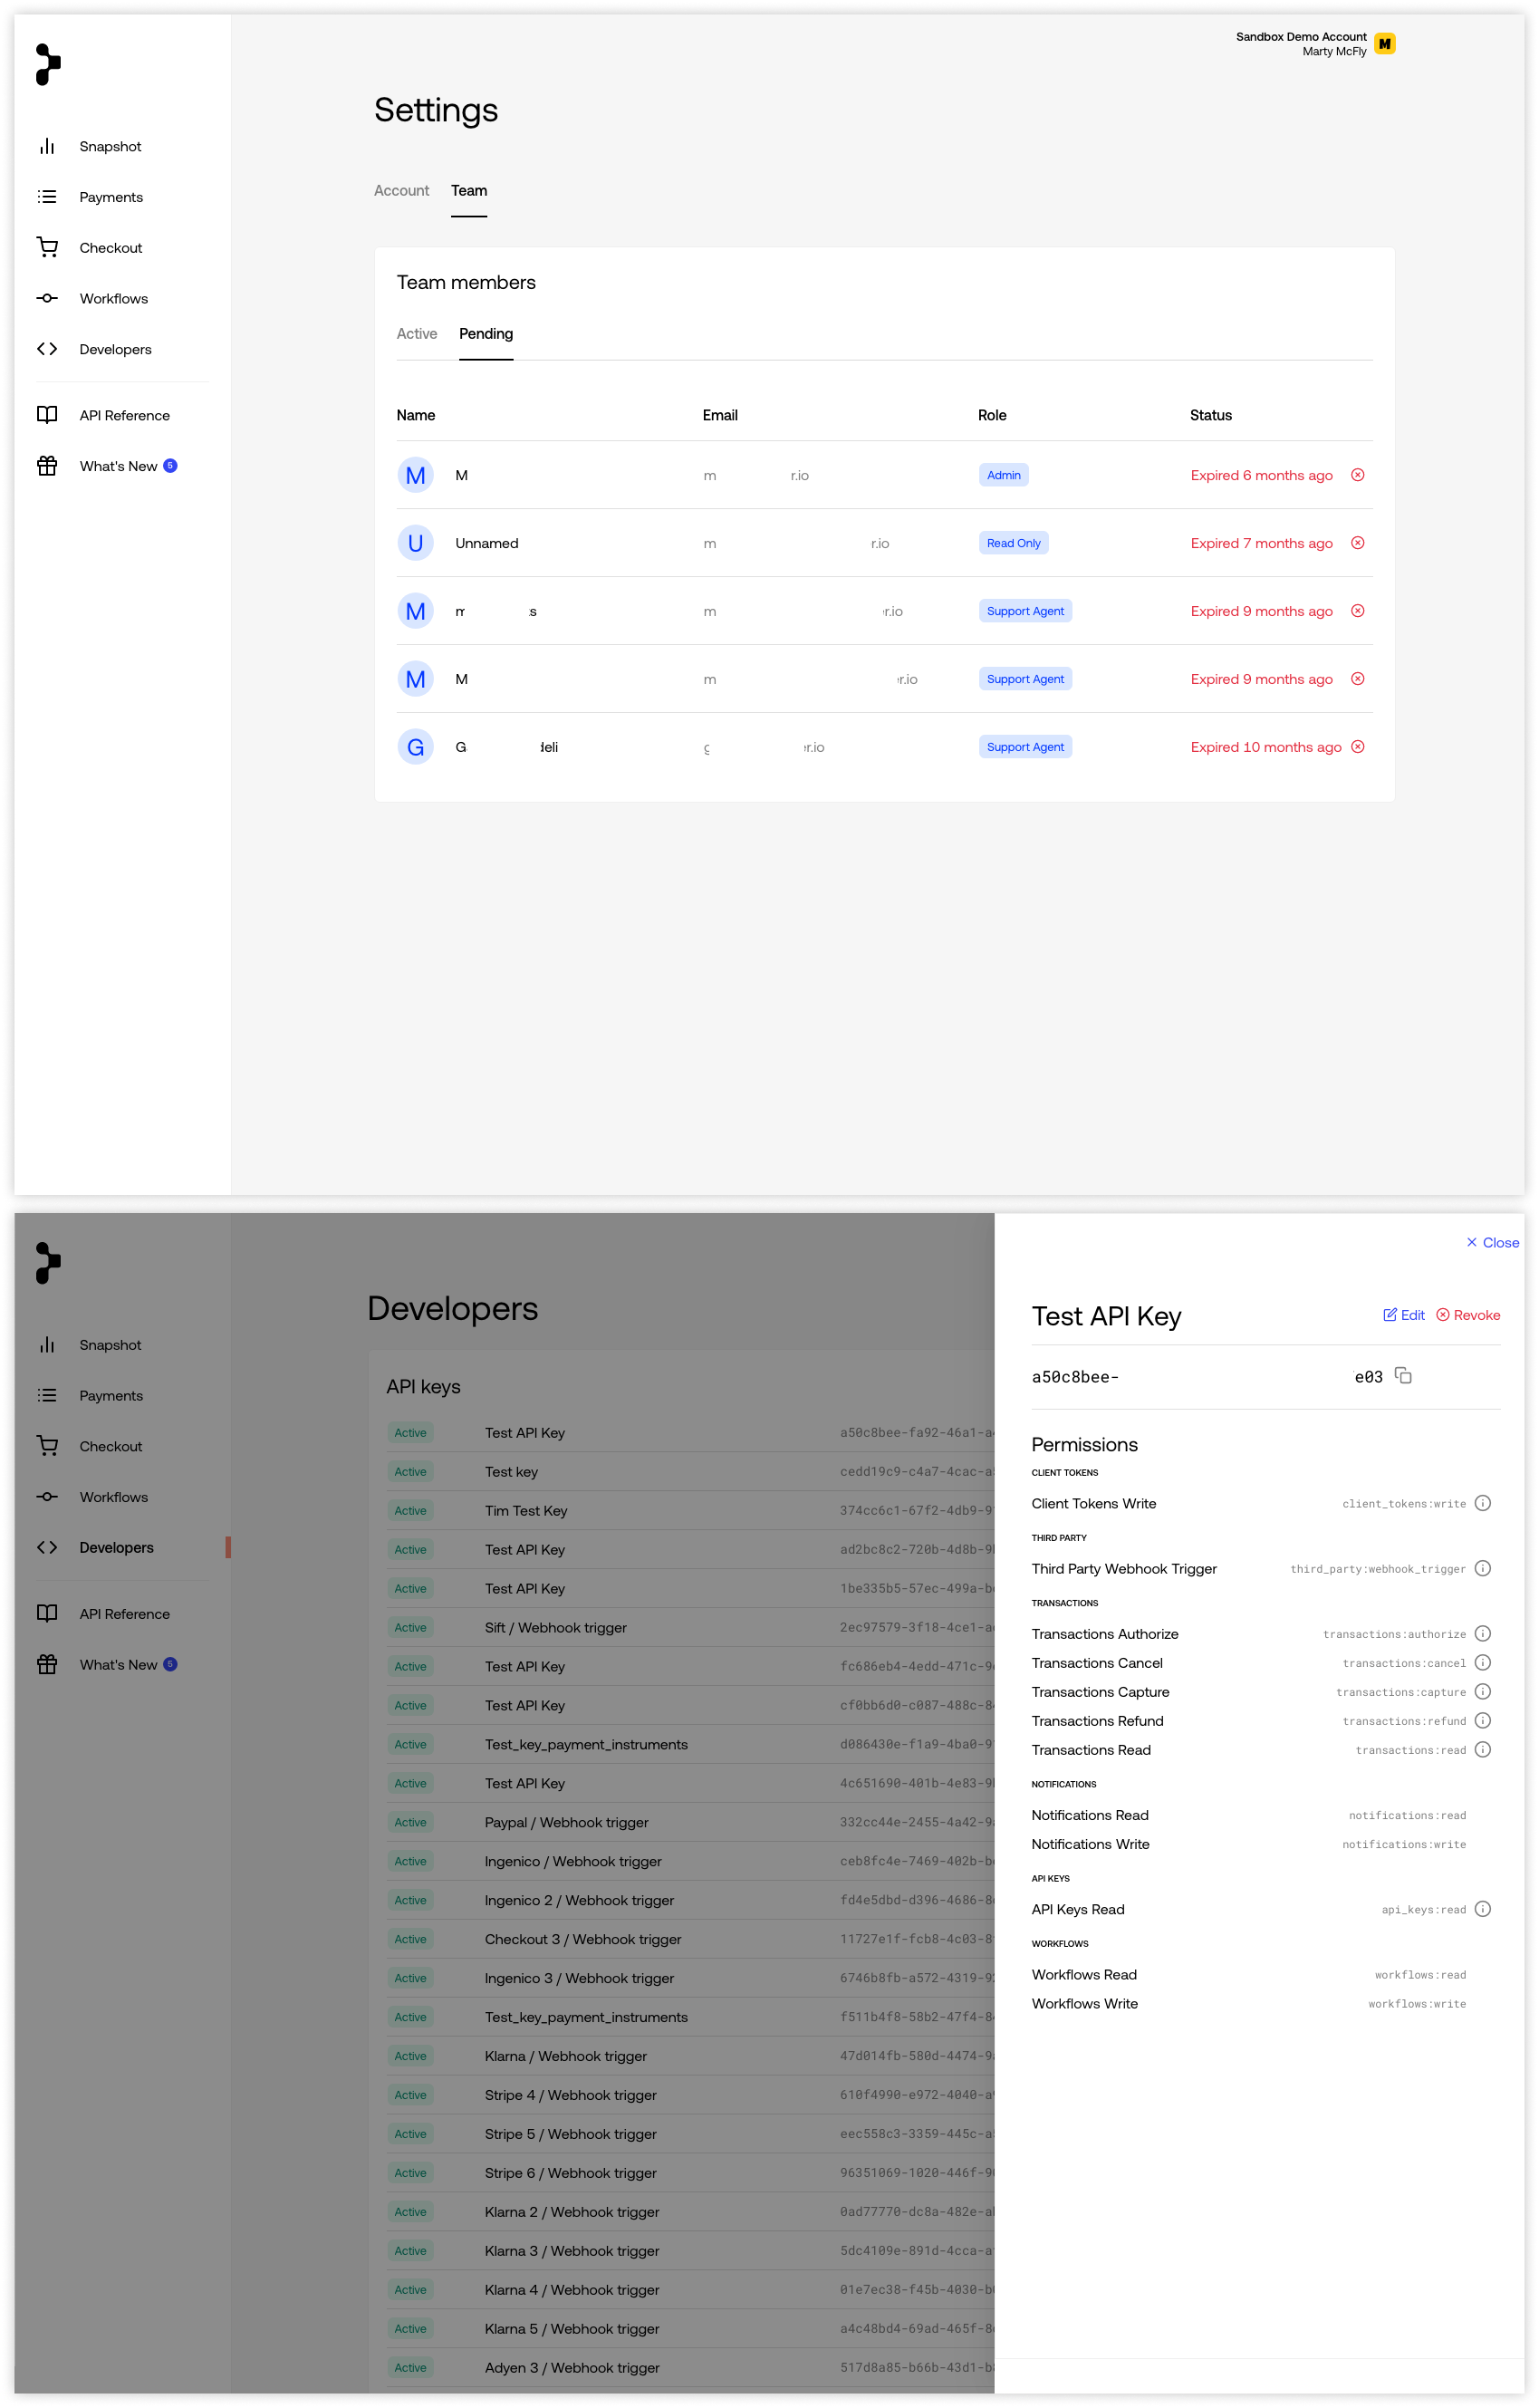 Sandbox Demo Account
Marty McFly
Snapshot
Payments
Checkout
Workflows
Developers
API Reference
What's New 5
Settings
Account Team
Team members
Active Pending
Name Email Role Status
M M m r.io Admin Expired 6 months ago
U Unnamed m r.io Read Only Expired 7 months ago
M m s m r.io Support Agent Expired 9 months ago
M M m r.io Support Agent Expired 9 months ago
G G deli g er.io Support Agent Expired 10 months ago
Snapshot
Payments
Checkout
Workflows
Developers
API Reference
What's New 5
Developers
API keys
Active Test API Key a50c8bee-fa92-46a1-a
Active Test key cedd19c9-c4a7-4cac-a
Active Tim Test Key 374cc6c1-67f2-4db9-9
Active Test API Key ad2bc8c2-720b-4d8b-9
Active Test API Key 1be335b5-57ec-499a-b
Active Sift / Webhook trigger 2ec97579-3f18-4ce1-a
Active Test API Key fc686eb4-4edd-471c-9
Active Test API Key cf0bb6d0-c087-488c-8
Active Test_key_payment_instruments d086430e-f1a9-4ba0-9
Active Test API Key 4c651690-401b-4e83-9
Active Paypal / Webhook trigger 332cc44e-2455-4a42-9
Active Ingenico / Webhook trigger ceb8fc4e-7469-402b-b
Active Ingenico 2 / Webhook trigger fd4e5dbd-d396-4686-8
Active Checkout 3 / Webhook trigger 11727e1f-fcb8-4c03-8
Active Ingenico 3 / Webhook trigger 6746b8fb-a572-4319-9
Active Test_key_payment_instruments f511b4f8-58b2-47f4-8
Active Klarna / Webhook trigger 47d014fb-580d-4474-9
Active Stripe 4 / Webhook trigger 610f4990-e972-4040-a
Active Stripe 5 / Webhook trigger eec558c3-3359-445c-a
Active Stripe 6 / Webhook trigger 96351069-1020-446f-9
Active Klarna 2 / Webhook trigger 0ad77770-dc8a-482e-a
Active Klarna 3 / Webhook trigger 5dc4109e-891d-4cca-a
Active Klarna 4 / Webhook trigger 01e7ec38-f45b-4030-b
Active Klarna 5 / Webhook trigger a4c48bd4-69ad-465f-8
Active Adyen 3 / Webhook trigger 517d8a85-b66b-43d1-b
Close
Test API Key Edit Revoke
a50c8bee- e03
Permissions
CLIENT TOKENS
Client Tokens Write client_tokens:write
THIRD PARTY
Third Party Webhook Trigger third_party:webhook_trigger
TRANSACTIONS
Transactions Authorize transactions:authorize
Transactions Cancel transactions:cancel
Transactions Capture transactions:capture
Transactions Refund transactions:refund
Transactions Read transactions:read
NOTIFICATIONS
Notifications Read notifications:read
Notifications Write notifications:write
API KEYS
API Keys Read api_keys:read
WORKFLOWS
Workflows Read workflows:read
Workflows Write workflows:write